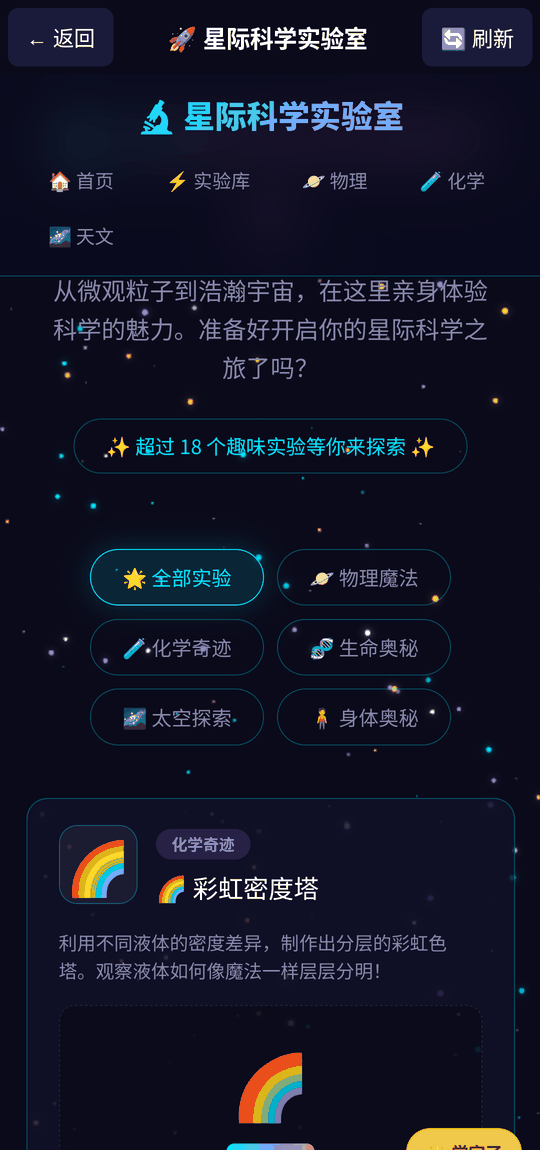 ← 返回
🚀 星际科学实验室
🔄 刷新
🔬 星际科学实验室
🏠 首页
⚡ 实验库
🪐 物理
🧪 化学
🌌 天文
从微观粒子到浩瀚宇宙，在这里亲身体验
科学的魅力。准备好开启你的星际科学之
旅了吗？
✨ 超过 18 个趣味实验等你来探索 ✨
🌟 全部实验
🪐 物理魔法
🧪 化学奇迹
🧬 生命奥秘
🌌 太空探索
🧍 身体奥秘
化学奇迹
🌈 彩虹密度塔
利用不同液体的密度差异，制作出分层的彩虹色
塔。观察液体如何像魔法一样层层分明！